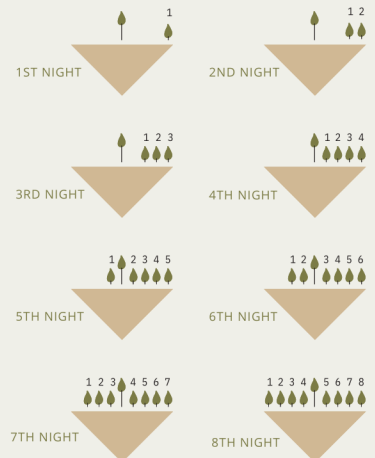 1
1ST NIGHT
1 2
2ND NIGHT
1 2 3
3RD NIGHT
1 2 3 4
4TH NIGHT
1 2 3 4 5
5TH NIGHT
1 2 3 4 5 6
6TH NIGHT
1 2 3 4 5 6 7
7TH NIGHT
1 2 3 4 5 6 7 8
8TH NIGHT